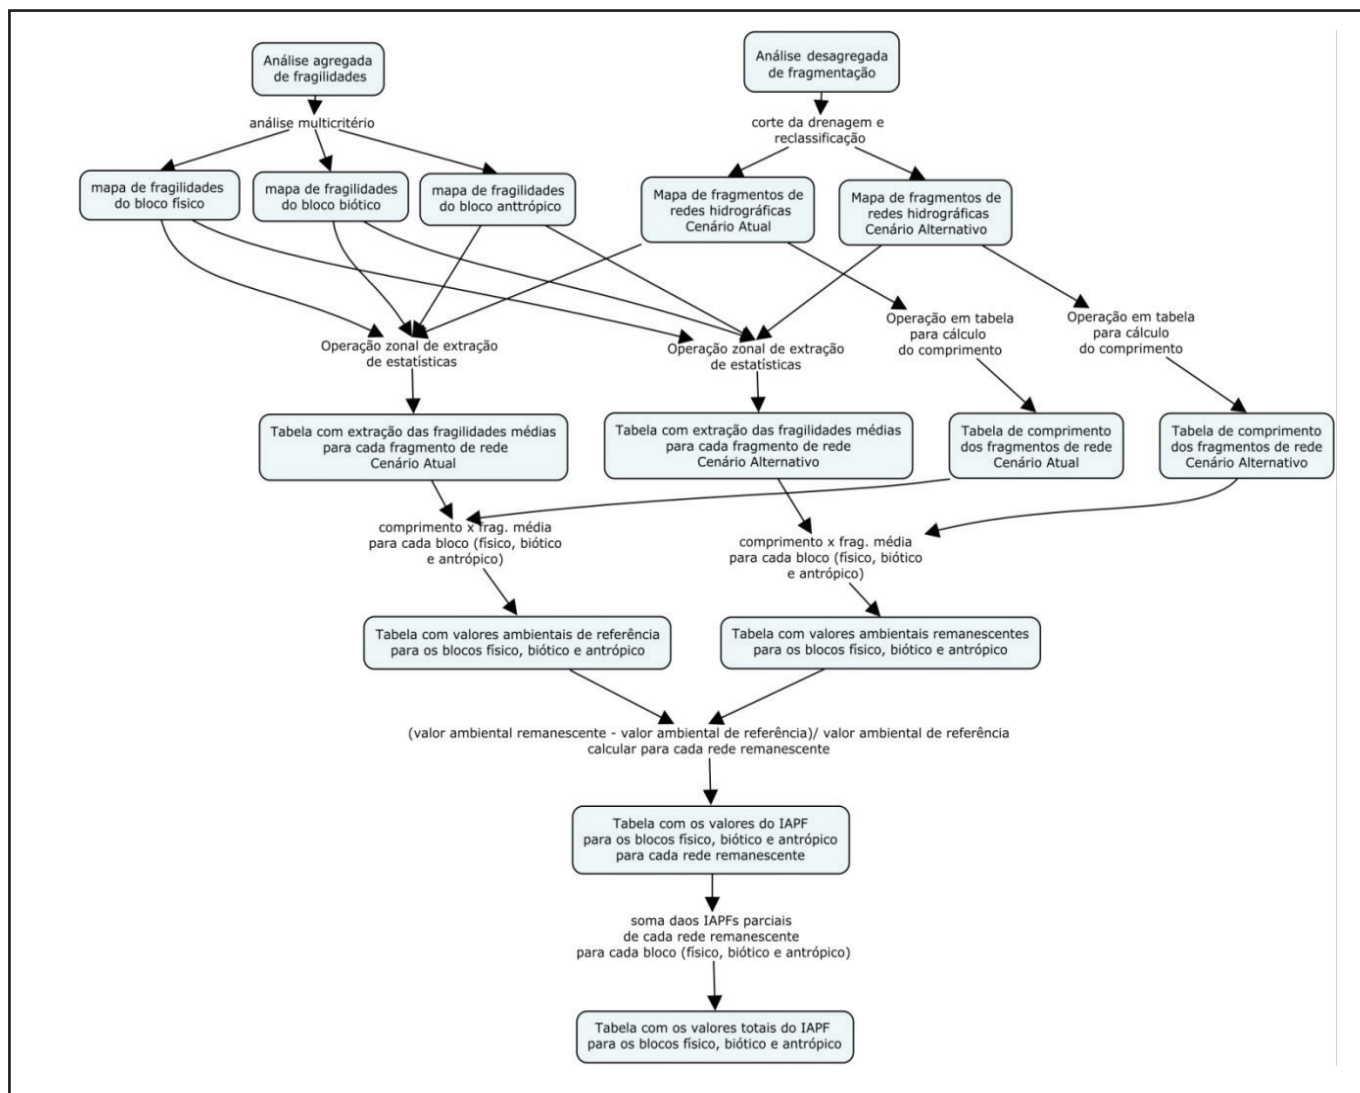 Análise agregada
de fragilidades
Análise desagregada
de fragmentação
análise multicritério
corte da drenagem e
reclassificação
mapa de fragilidades
do bloco físico
mapa de fragilidades
do bloco biótico
mapa de fragilidades
do bloco anttrópico
Mapa de fragmentos de
redes hidrográficas
Cenário Atual
Mapa de fragmentos de
redes hidrográficas
Cenário Alternativo
Operação zonal de extração
de estatísticas
Operação zonal de extração
de estatísticas
Operação em tabela
para cálculo
do comprimento
Operação em tabela
para cálculo
do comprimento
Tabela com extração das fragilidades médias
para cada fragmento de rede
Cenário Atual
Tabela com extração das fragilidades médias
para cada fragmento de rede
Cenário Alternativo
Tabela de comprimento
dos fragmentos de rede
Cenário Atual
Tabela de comprimento
dos fragmentos de rede
Cenário Alternativo
comprimento x frag. média
para cada bloco (físico, biótico
e antrópico)
comprimento x frag. média
para cada bloco (físico, biótico
e antrópico)
Tabela com valores ambientais de referência
para os blocos físico, biótico e antrópico
Tabela com valores ambientais remanescentes
para os blocos físico, biótico e antrópico
(valor ambiental remanescente - valor ambiental de referência)/ valor ambiental de referência
calcular para cada rede remanescente
Tabela com os valores do IAPF
para os blocos físico, biótico e antrópico
para cada rede remanescente
soma daos IAPFs parciais
de cada rede remanescente
para cada bloco (físico, biótico e antrópico)
Tabela com os valores totais do IAPF
para os blocos físico, biótico e antrópico